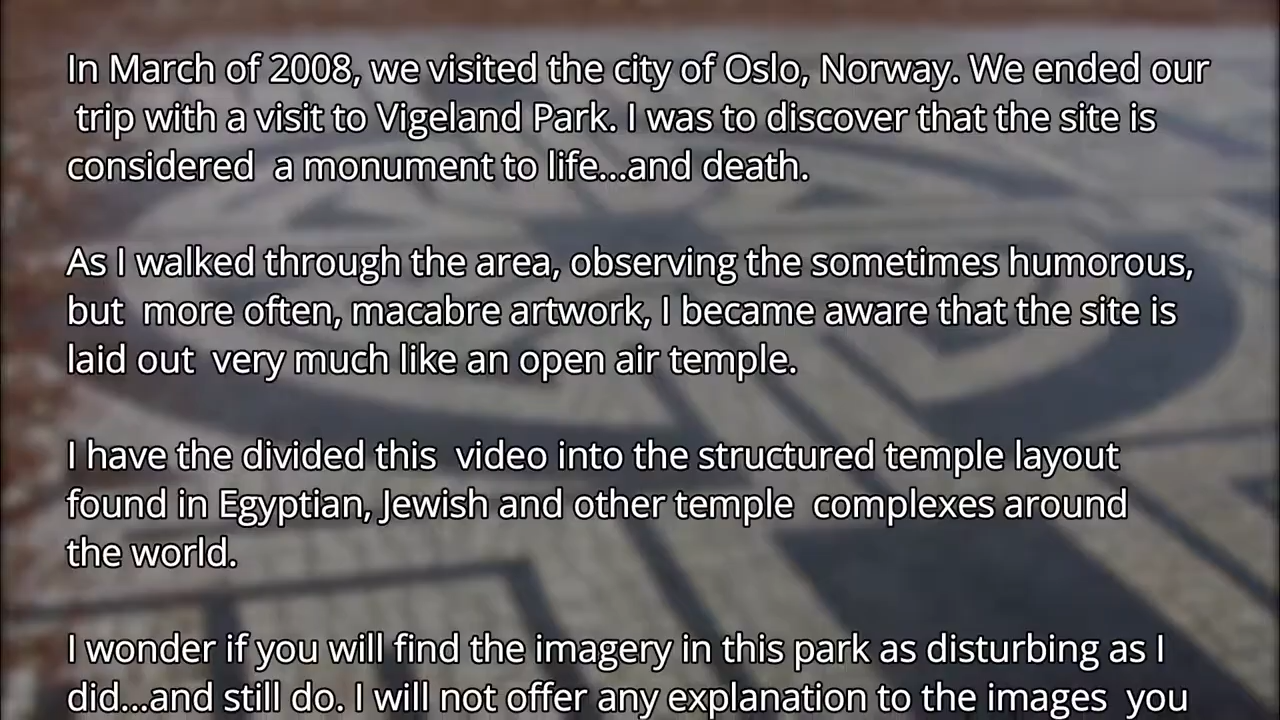 In March of 2008, we visited the city of Oslo, Norway. We ended our
trip with a visit to Vigeland Park. I was to discover that the site is
considered a monument to life...and death.
As I walked through the area, observing the sometimes humorous,
but more often, macabre artwork, I became aware that the site is
laid out very much like an open air temple.
I have the divided this video into the structured temple layout
found in Egyptian, Jewish and other temple complexes around
the world.
I wonder if you will find the imagery in this park as disturbing as I
did...and still do. I will not offer any explanation to the images you